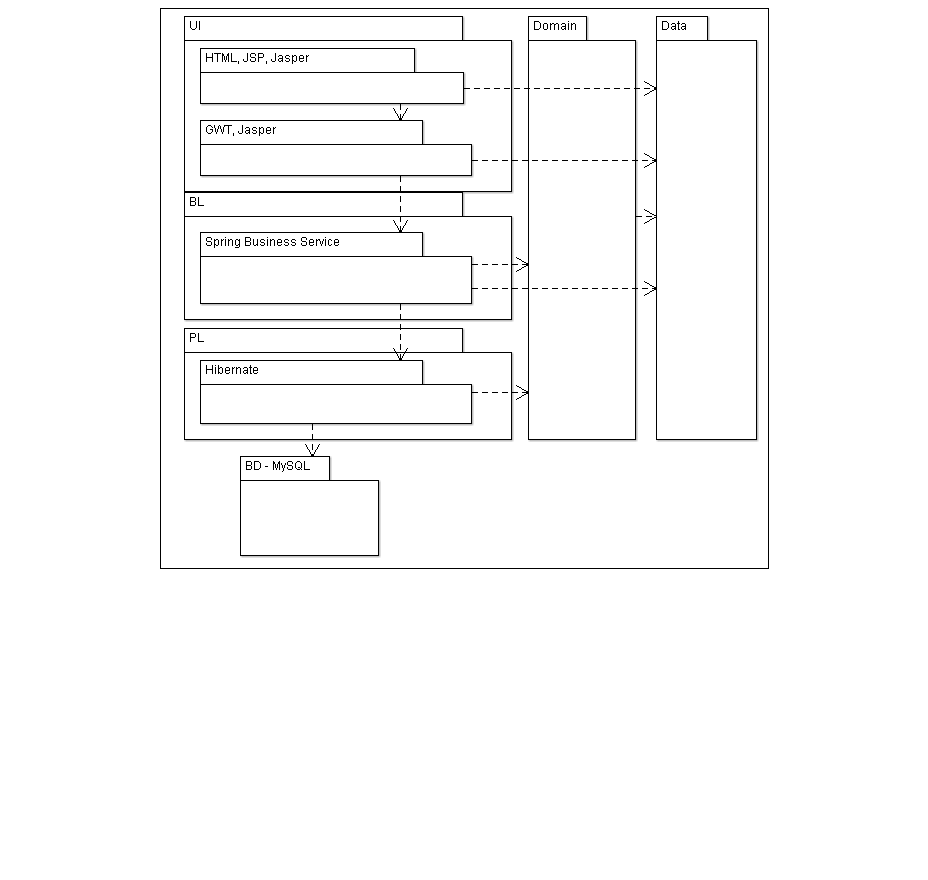 UI
Domain
Data
HTML, JSP, Jasper
GWT, Jasper
BL
Spring Business Service
PL
Hibernate
BD - MySQL